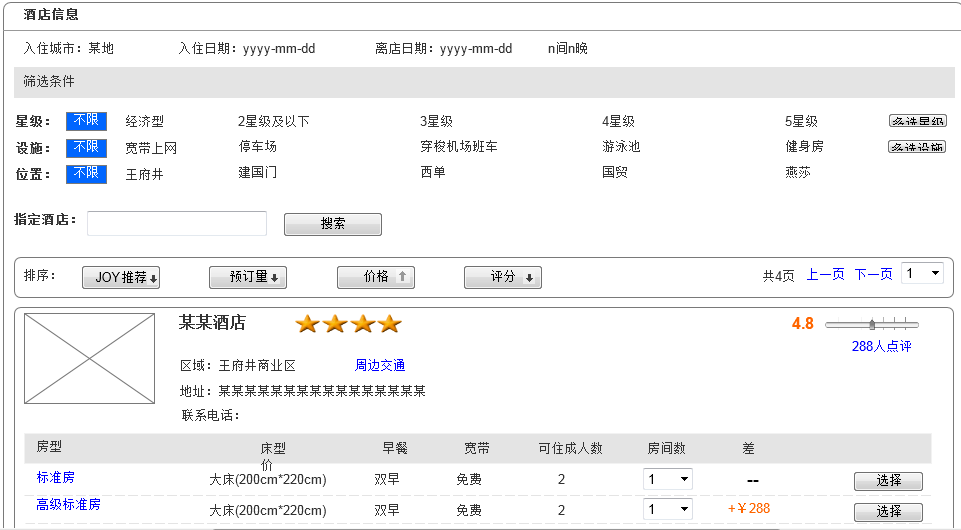 酒店信息
入住城市：某地 入住日期：yyyy-mm-dd 离店日期：yyyy-mm-dd n间n晚
筛选条件
星级： 不限 经济型 2星级及以下 3星级 4星级 5星级 多选星级
设施： 不限 宽带上网 停车场 穿梭机场班车 游泳池 健身房 多选设施
位置： 不限 王府井 建国门 西单 国贸 燕莎
指定酒店： 搜索
排序： JOY推荐 预订量 价格 评分 共4页 上一页 下一页 1
某某酒店 4.8
288人点评
区域：王府井商业区 周边交通
地址：某某某某某某某某某某某某某某某某
联系电话：
房型 床型 早餐 宽带 可住成人数 房间数 差
价
标准房 大床(200cm*220cm) 双早 免费 2 1 -- 选择
高级标准房 大床(200cm*220cm) 双早 免费 2 1 +￥288 选择